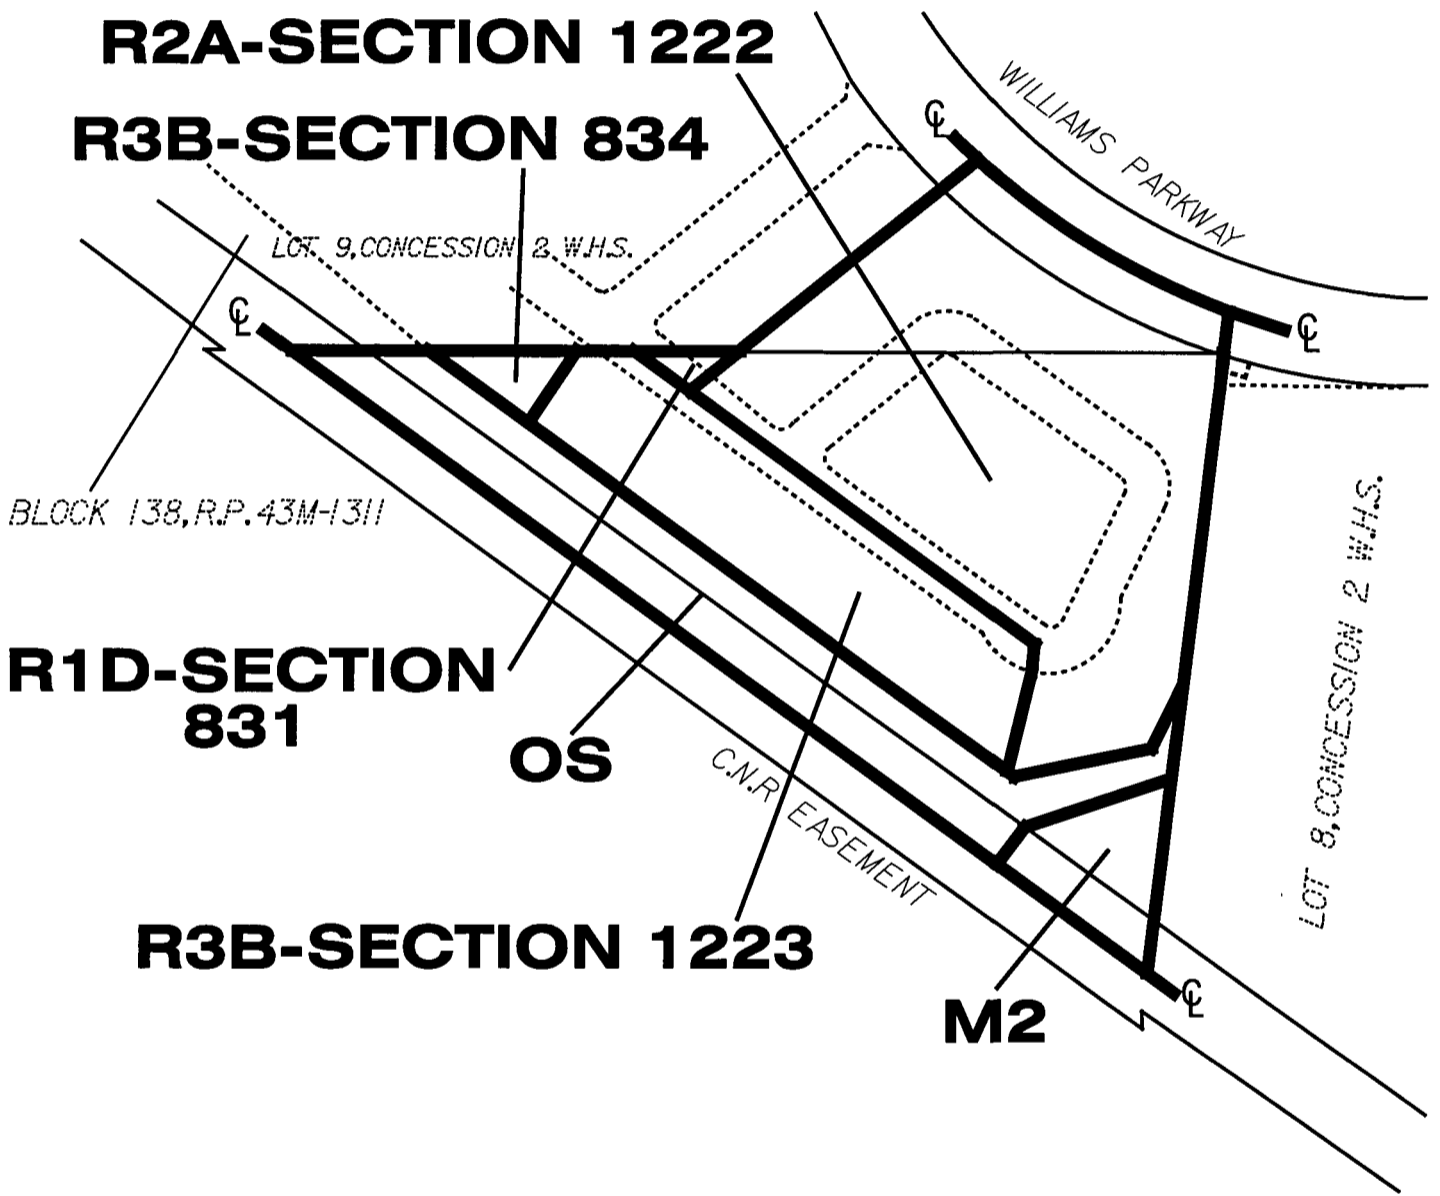 R2A-SECTION 1222
R3B-SECTION 834
WILLIAMS PARKWAY
LOT 9, CONCESSION 2, W.H.S.
℄
℄
℄
BLOCK 138, R.P. 43M-1311
LOT 8, CONCESSION 2 W.H.S.
R1D-SECTION
831
OS
C.N.R EASEMENT
R3B-SECTION 1223
M2
℄